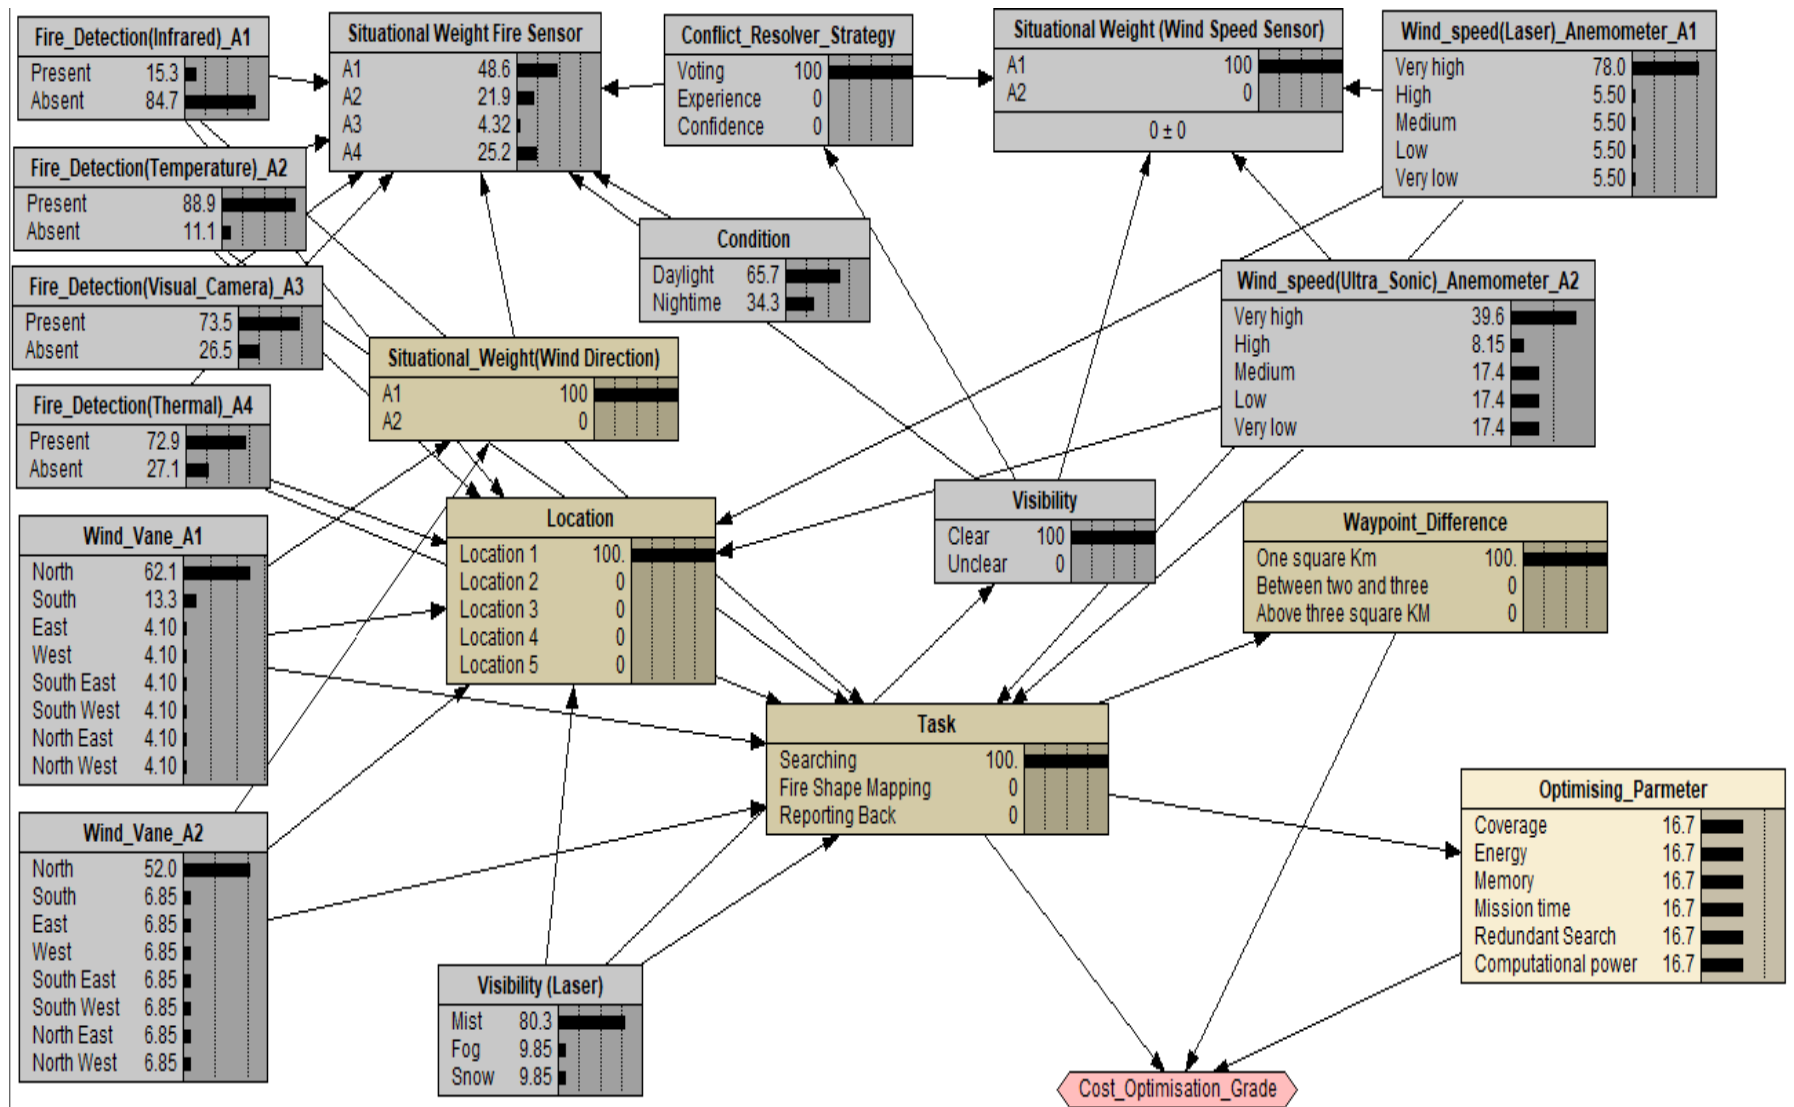 Fire_Detection(Infrared)_A1
Present 15.3
Absent 84.7
Situational Weight Fire Sensor
A1 48.6
A2 21.9
A3 4.32
A4 25.2
Conflict_Resolver_Strategy
Voting 100
Experience 0
Confidence 0
Situational Weight (Wind Speed Sensor)
A1 100
A2 0
0 ± 0
Wind_speed(Laser)_Anemometer_A1
Very high 78.0
High 5.50
Medium 5.50
Low 5.50
Very low 5.50
Fire_Detection(Temperature)_A2
Present 88.9
Absent 11.1
Condition
Daylight 65.7
Nightime 34.3
Fire_Detection(Visual_Camera)_A3
Present 73.5
Absent 26.5
Wind_speed(Ultra_Sonic)_Anemometer_A2
Very high 39.6
High 8.15
Medium 17.4
Low 17.4
Very low 17.4
Situational_Weight(Wind Direction)
A1 100
A2 0
Fire_Detection(Thermal)_A4
Present 72.9
Absent 27.1
Location
Location 1 100.
Location 2 0
Location 3 0
Location 4 0
Location 5 0
Visibility
Clear 100
Unclear 0
Waypoint_Difference
One square Km 100.
Between two and three 0
Above three square KM 0
Wind_Vane_A1
North 62.1
South 13.3
East 4.10
West 4.10
South East 4.10
South West 4.10
North East 4.10
North West 4.10
Task
Searching 100.
Fire Shape Mapping 0
Reporting Back 0
Optimising_Parmeter
Coverage 16.7
Energy 16.7
Memory 16.7
Mission time 16.7
Redundant Search 16.7
Computational power 16.7
Wind_Vane_A2
North 52.0
South 6.85
East 6.85
West 6.85
South East 6.85
South West 6.85
North East 6.85
North West 6.85
Visibility (Laser)
Mist 80.3
Fog 9.85
Snow 9.85
Cost_Optimisation_Grade